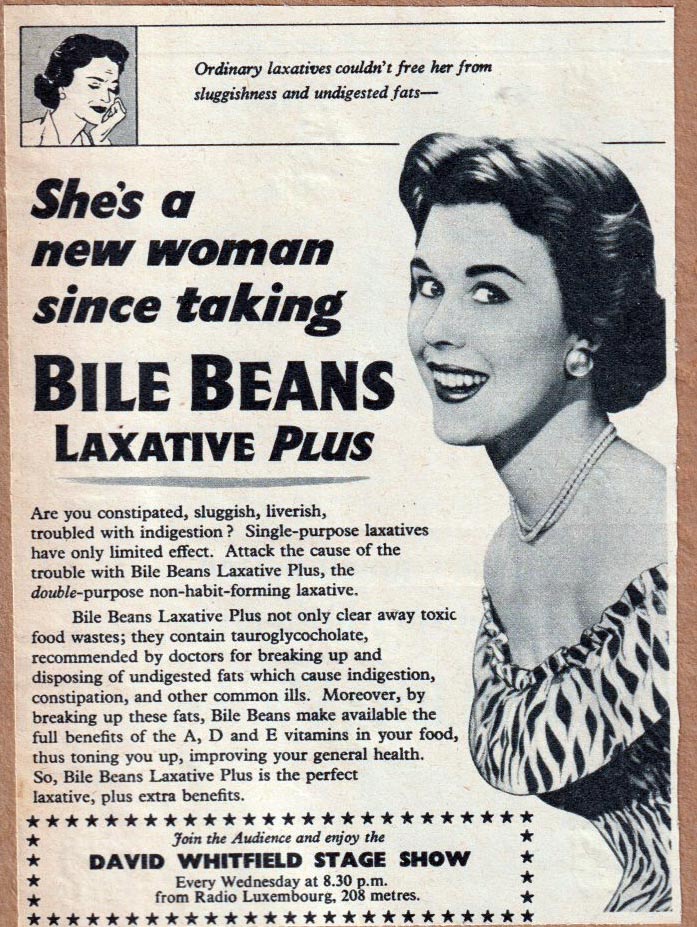 Ordinary laxatives couldn't free her from
sluggishness and undigested fats—
She's a
new woman
since taking
BILE BEANS
LAXATIVE PLUS
Are you constipated, sluggish, liverish,
troubled with indigestion? Single-purpose laxatives
have only limited effect. Attack the cause of the
trouble with Bile Beans Laxative Plus, the
double-purpose non-habit-forming laxative.
Bile Beans Laxative Plus not only clear away toxic
food wastes; they contain tauroglycocholate,
recommended by doctors for breaking up and
disposing of undigested fats which cause indigestion,
constipation, and other common ills. Moreover, by
breaking up these fats, Bile Beans make available the
full benefits of the A, D and E vitamins in your food,
thus toning you up, improving your general health.
So, Bile Beans Laxative Plus is the perfect
laxative, plus extra benefits.
Join the Audience and enjoy the
DAVID WHITFIELD STAGE SHOW
Every Wednesday at 8.30 p.m.
from Radio Luxembourg, 208 metres.